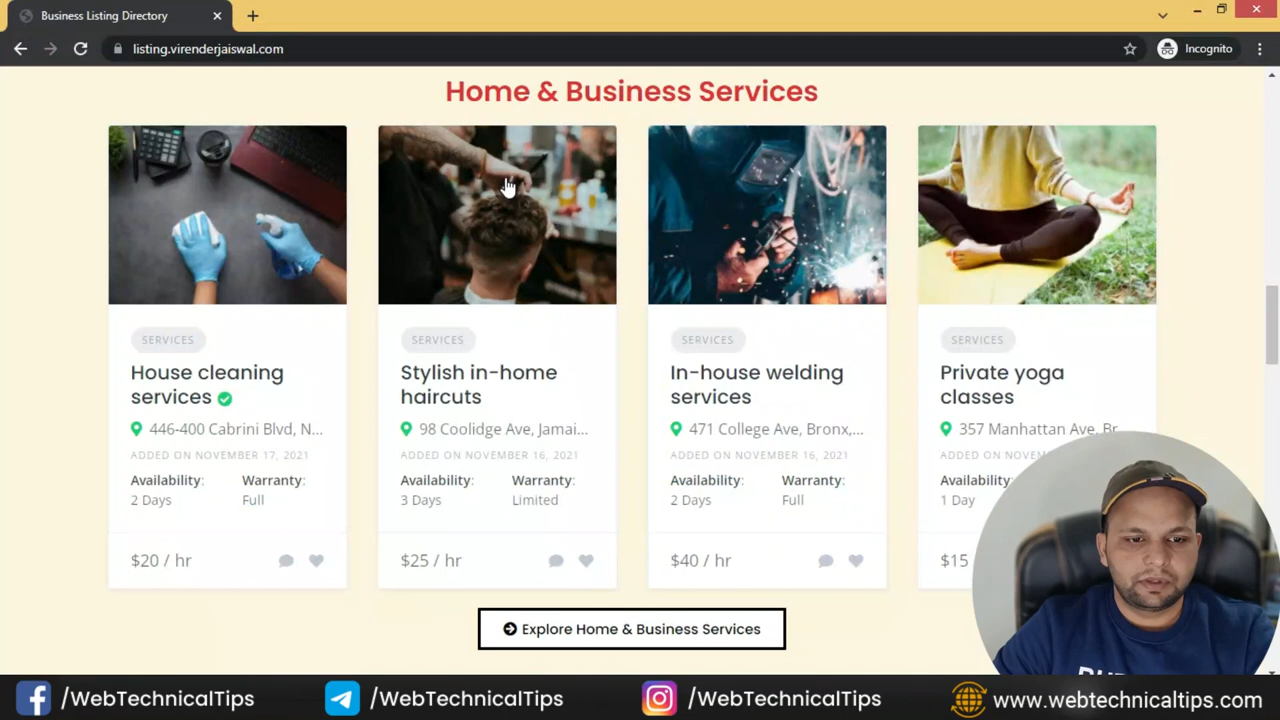 Business Listing Directory
listing.virenderjaiswal.com
Incognito
Home & Business Services
SERVICES
House cleaning
services
446-400 Cabrini Blvd, N...
ADDED ON NOVEMBER 17, 2021
Availability: Warranty:
2 Days Full
$20 / hr
SERVICES
Stylish in-home
haircuts
98 Coolidge Ave, Jamai...
ADDED ON NOVEMBER 16, 2021
Availability: Warranty:
3 Days Limited
$25 / hr
SERVICES
In-house welding
services
471 College Ave, Bronx,...
ADDED ON NOVEMBER 16, 2021
Availability: Warranty:
2 Days Full
$40 / hr
SERVICES
Private yoga
classes
357 Manhattan Ave, Br
ADDED ON
Availability:
1 Day
$15
Explore Home & Business Services
/WebTechnicalTips
/WebTechnicalTips
/WebTechnicalTips
www.webtechnicaltips.com